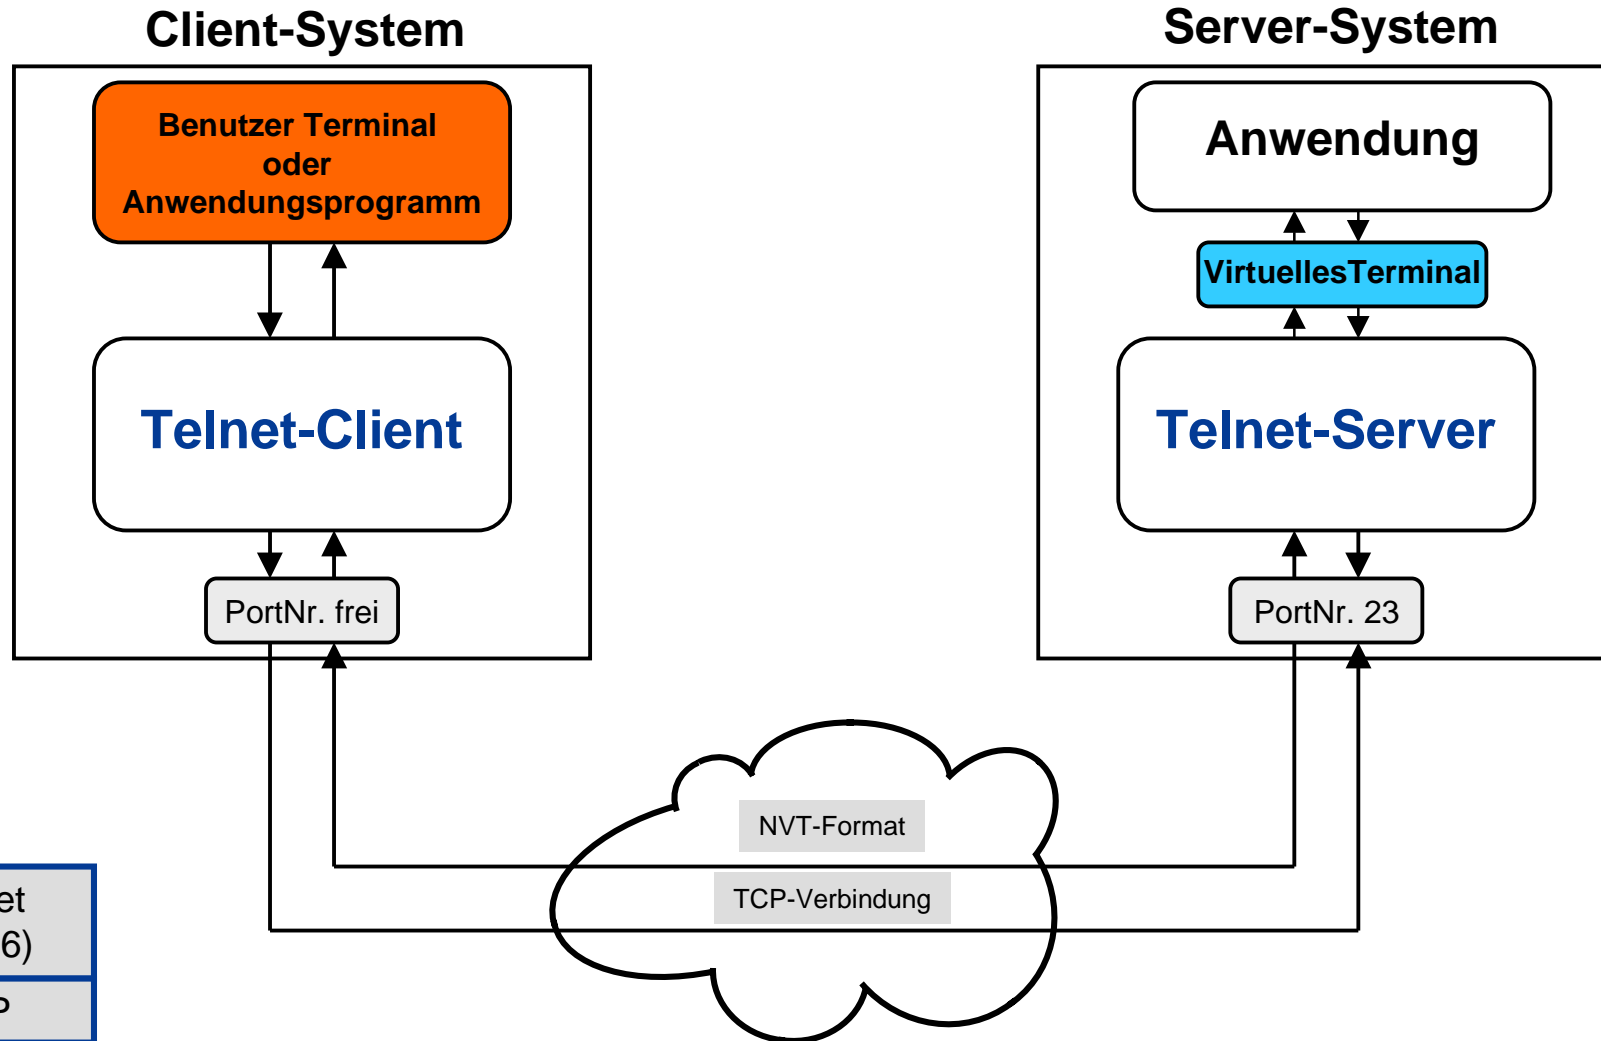 Client-System
Server-System
Benutzer Terminal
oder
Anwendungsprogramm
Anwendung
VirtuellesTerminal
Telnet-Client
Telnet-Server
PortNr. frei
PortNr. 23
NVT-Format
TCP-Verbindung
et
6)
P